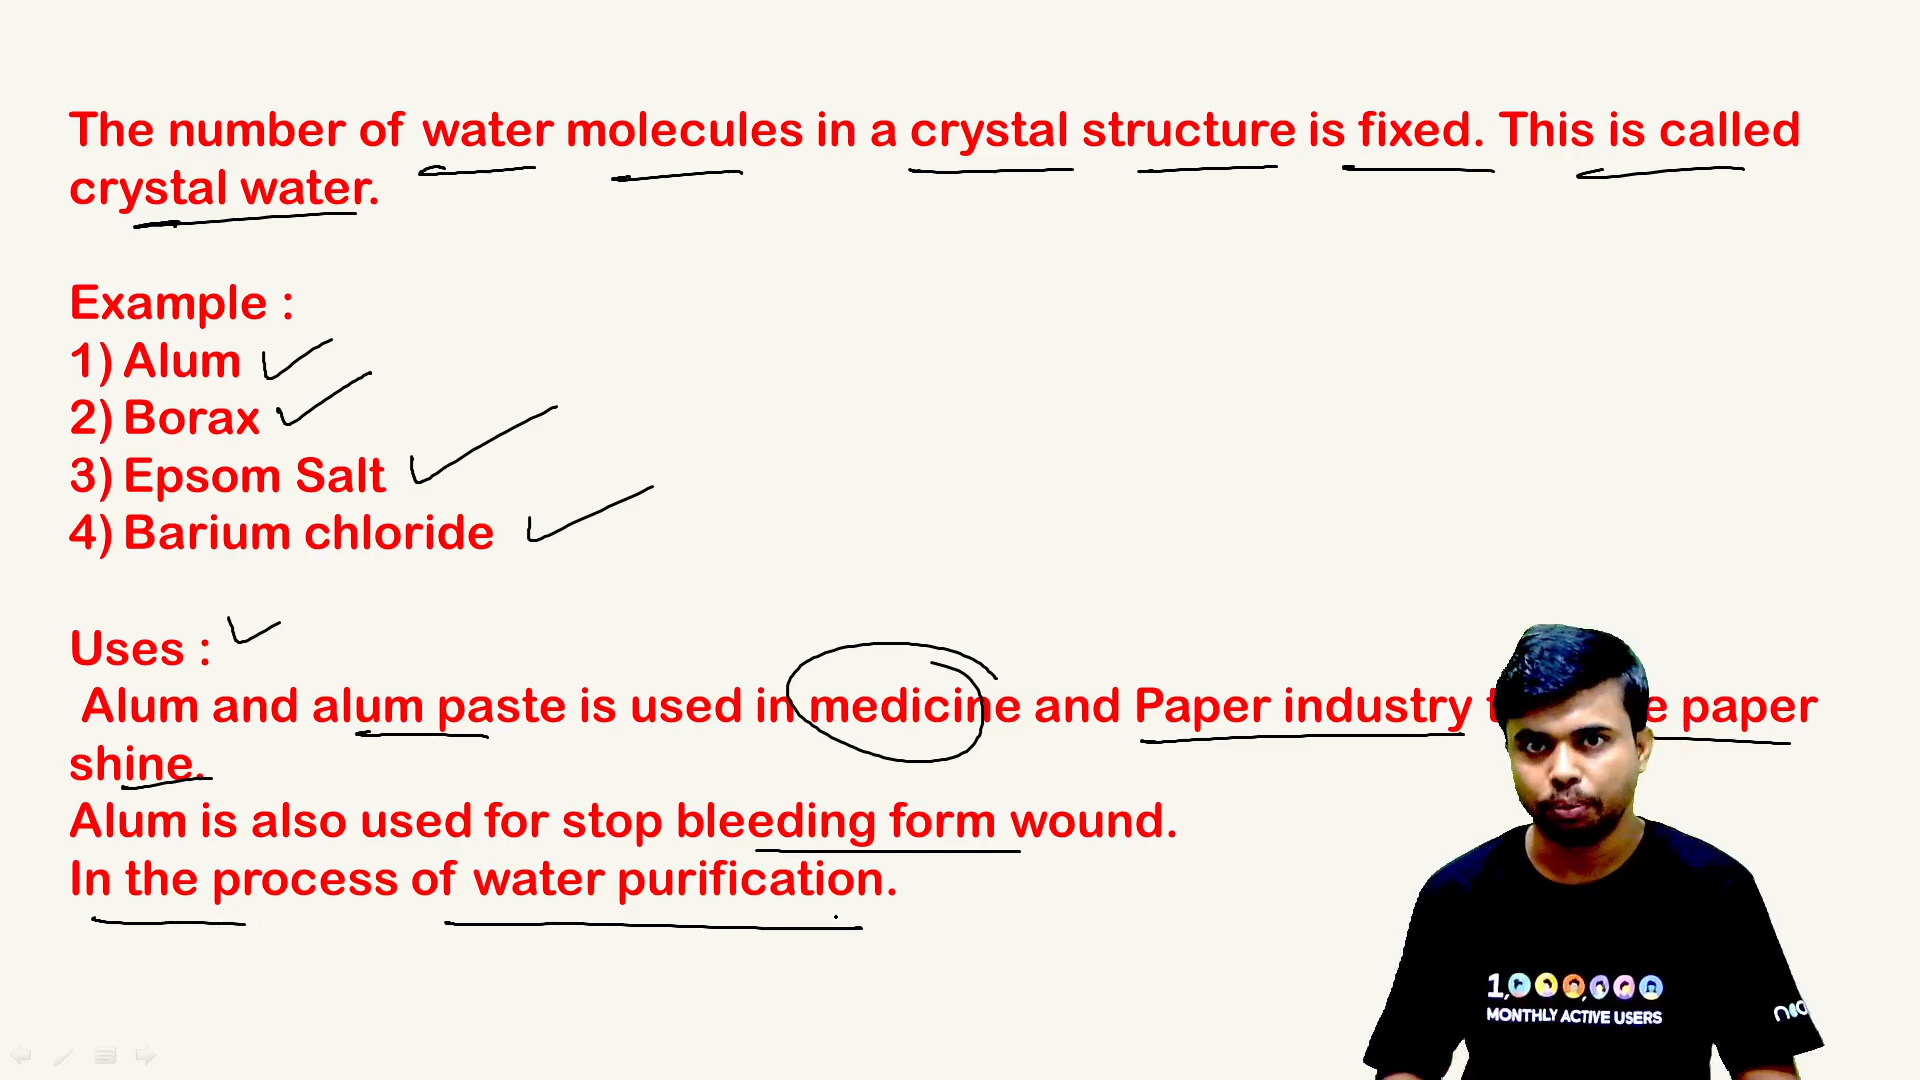 The number of water molecules in a crystal structure is fixed. This is called
crystal water.
Example :
1) Alum
2) Borax
3) Epsom Salt
4) Barium chloride
Uses :
Alum and alum paste is used in medicine and Paper industry paper
shine.
Alum is also used for stop bleeding form wound.
In the process of water purification.
MONTHLY ACTIVE USERS